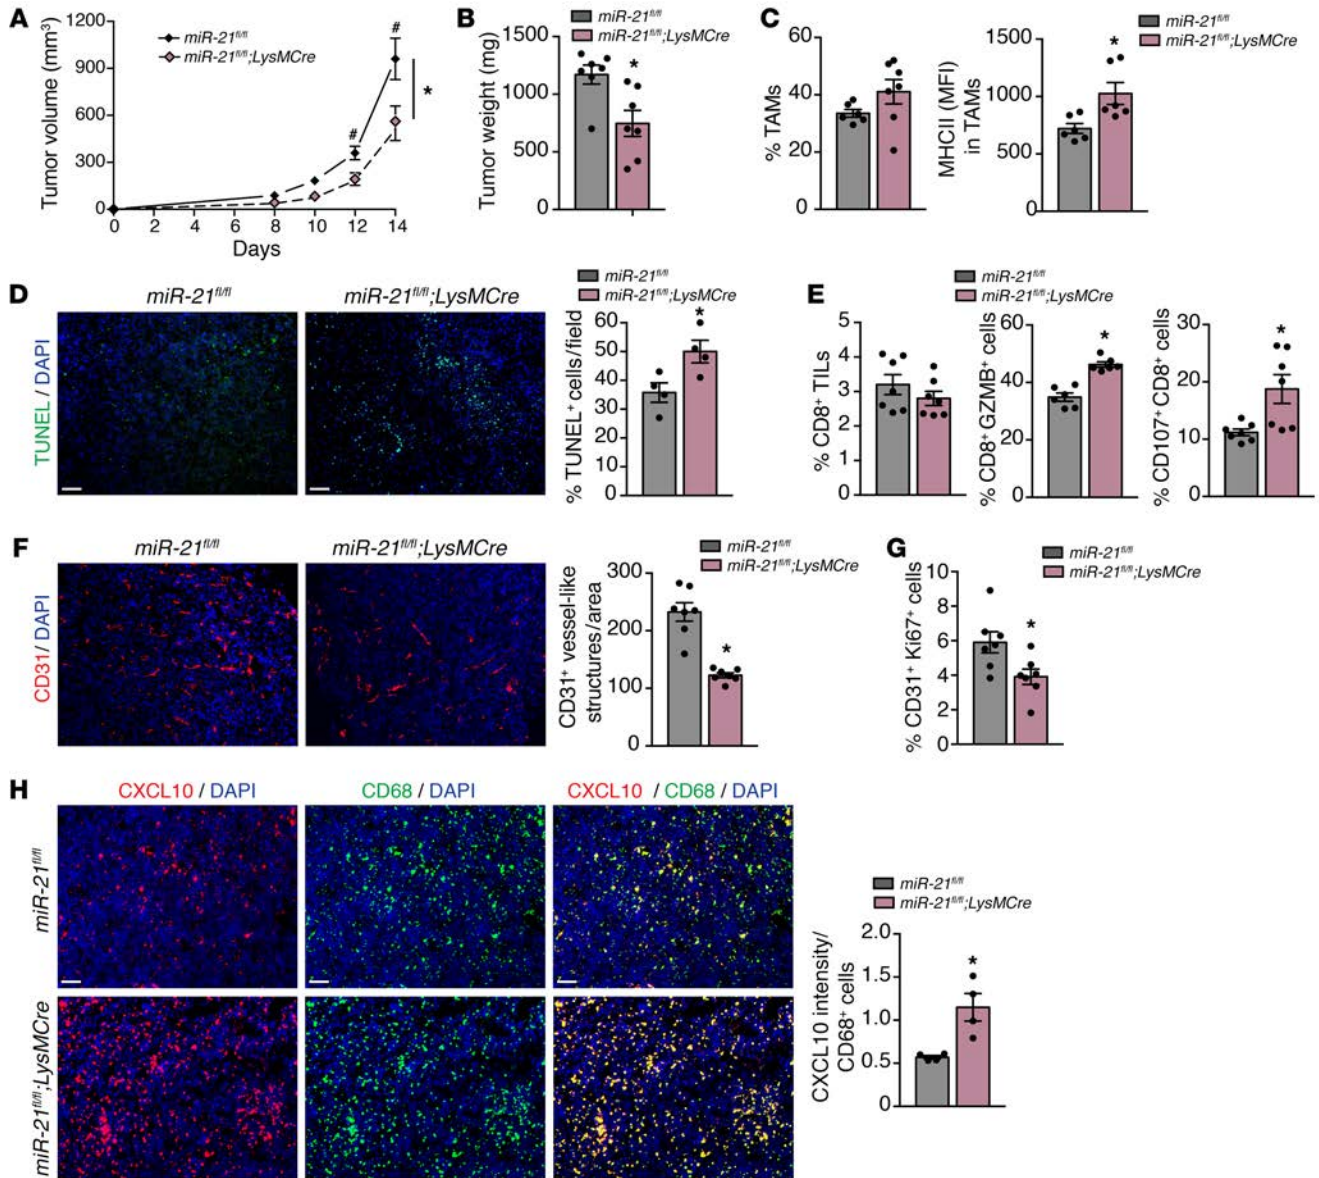 A
Tumor volume (mm³)
1200
900
600
300
0
0 2 4 6 8 10 12 14
Days
miR-21fl/fl
miR-21fl/fl;LysMCre
#
#
*
B
miR-21fl/fl
miR-21fl/fl;LysMCre
Tumor weight (mg)
1500
1000
500
0
*
C
miR-21fl/fl
miR-21fl/fl;LysMCre
% TAMs
60
40
20
0
MHCII (MFI)
in TAMs
1500
1000
500
0
*
D
miR-21fl/fl
miR-21fl/fl;LysMCre
TUNEL / DAPI
miR-21fl/fl
miR-21fl/fl;LysMCre
% TUNEL⁺ cells/field
60
50
40
30
20
10
0
*
E
miR-21fl/fl
miR-21fl/fl;LysMCre
% CD8⁺ TILs
5
4
3
2
1
0
% CD8⁺ GZMB⁺ cells
60
40
20
0
*
% CD107⁺ CD8⁺ cells
30
20
10
0
*
F
miR-21fl/fl
miR-21fl/fl;LysMCre
CD31/ DAPI
miR-21fl/fl
miR-21fl/fl;LysMCre
CD31⁺ vessel-like
structures/area
300
200
100
0
*
G
miR-21fl/fl
miR-21fl/fl;LysMCre
% CD31⁺ Ki67⁺ cells
10
8
6
4
2
0
*
H
CXCL10 / DAPI
CD68 / DAPI
CXCL10 / CD68 / DAPI
miR-21fl/fl
miR-21fl/fl;LysMCre
miR-21fl/fl
miR-21fl/fl;LysMCre
CXCL10 intensity/
CD68⁺ cells
2.0
1.5
1.0
0.5
0
*